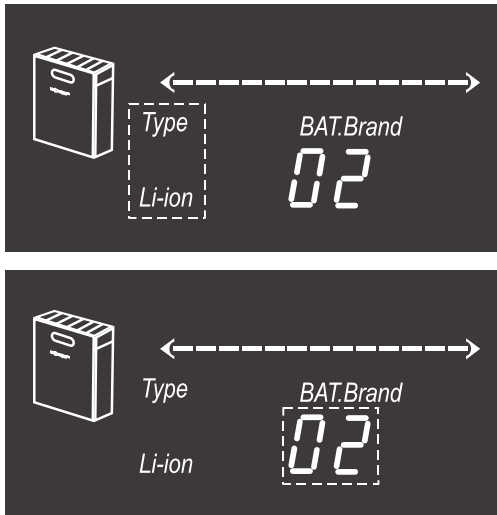 Type
BAT.Brand
02
Li-ion
Type
BAT.Brand
02
Li-ion